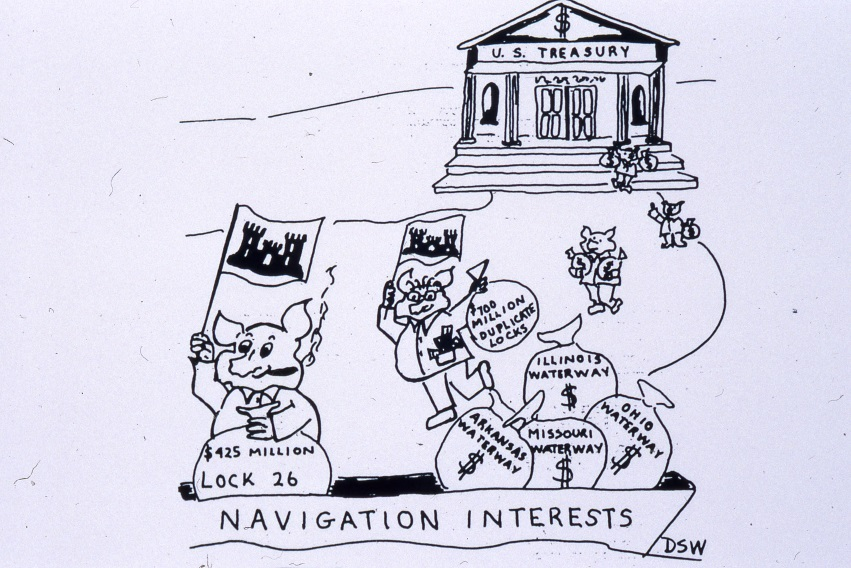 $
U. S. TREASURY
$700
MILLION
DUPLICATE
LOCKS
ILLINOIS
WATERWAY
$
OHIO
WATERWAY
$
ARKANSAS
WATERWAY
$
MISSOURI
WATERWAY
$
$425 MILLION
LOCK 26
NAVIGATION INTERESTS
DSW